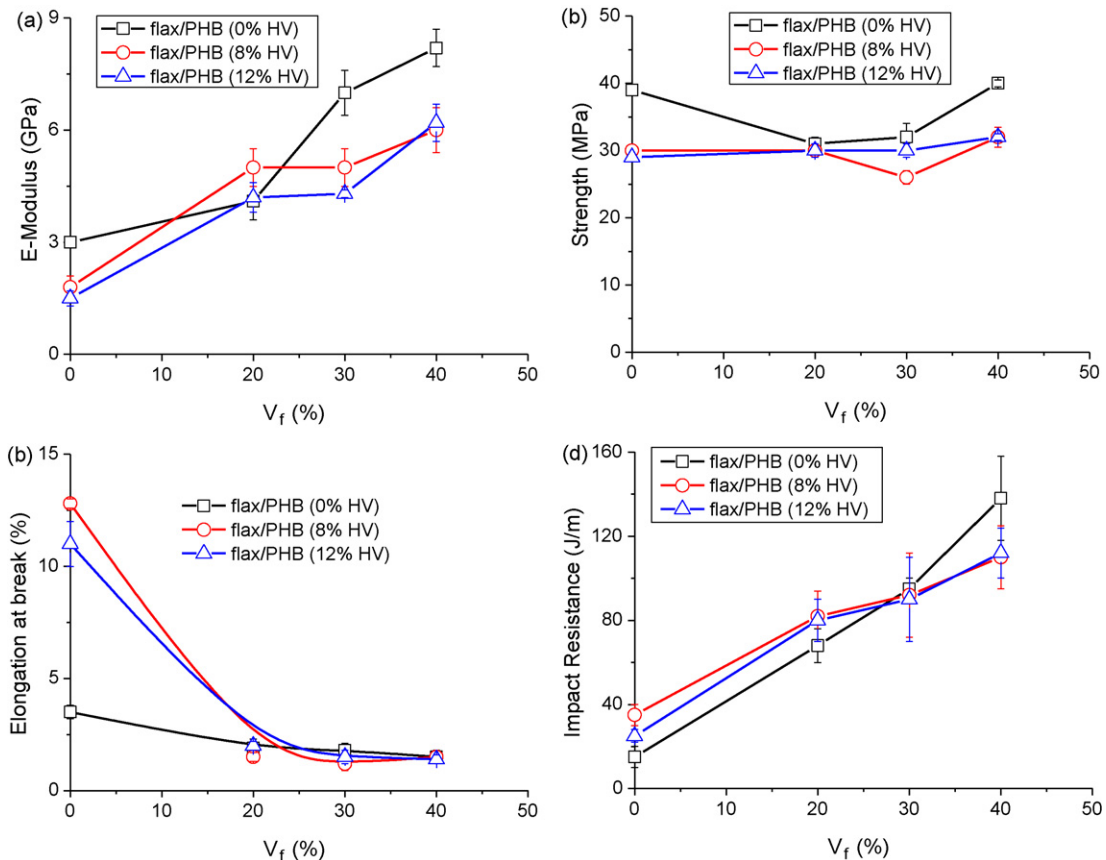 (a)
9
6
3
0
E-Modulus (GPa)
flax/PHB (0% HV)
flax/PHB (8% HV)
flax/PHB (12% HV)
0 10 20 30 40 50
V_f (%)
(b)
50
40
30
20
10
0
Strength (MPa)
flax/PHB (0% HV)
flax/PHB (8% HV)
flax/PHB (12% HV)
0 10 20 30 40 50
V_f (%)
(b)
15
10
5
0
Elongation at break (%)
flax/PHB (0% HV)
flax/PHB (8% HV)
flax/PHB (12% HV)
0 10 20 30 40 50
V_f (%)
(d)
160
120
80
40
0
Impact Resistance (J/m)
flax/PHB (0% HV)
flax/PHB (8% HV)
flax/PHB (12% HV)
0 10 20 30 40 50
V_f (%)